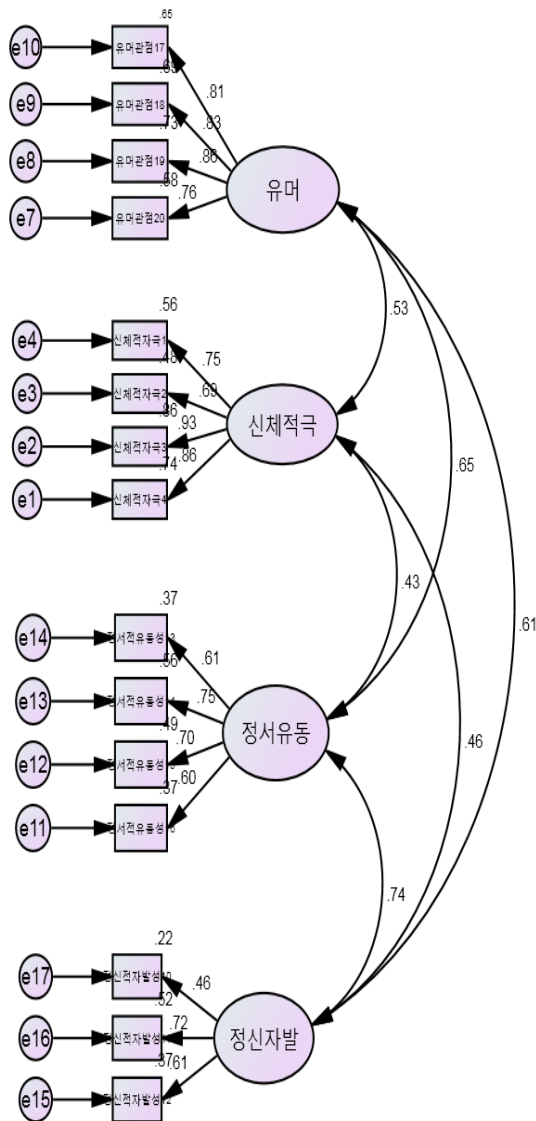 .65
e10
유머관점17
.81
.69
e9
유머관점18
.83
.73
e8
유머관점19
.86
.58
e7
유머관점20
.76
유머
.53
.56
e4
신체적자극1
.75
.48
e3
신체적자극2
.69
.86
e2
신체적자극3
.93
.74
e1
신체적자극4
.86
신체적극
.65
.43
.61
.37
e14
.61
.56
e13
.75
.49
e12
.70
.37
e11
.60
정서유동
.46
.74
.22
e17
.46
.52
e16
.72
.37
e15
.61
정신자발